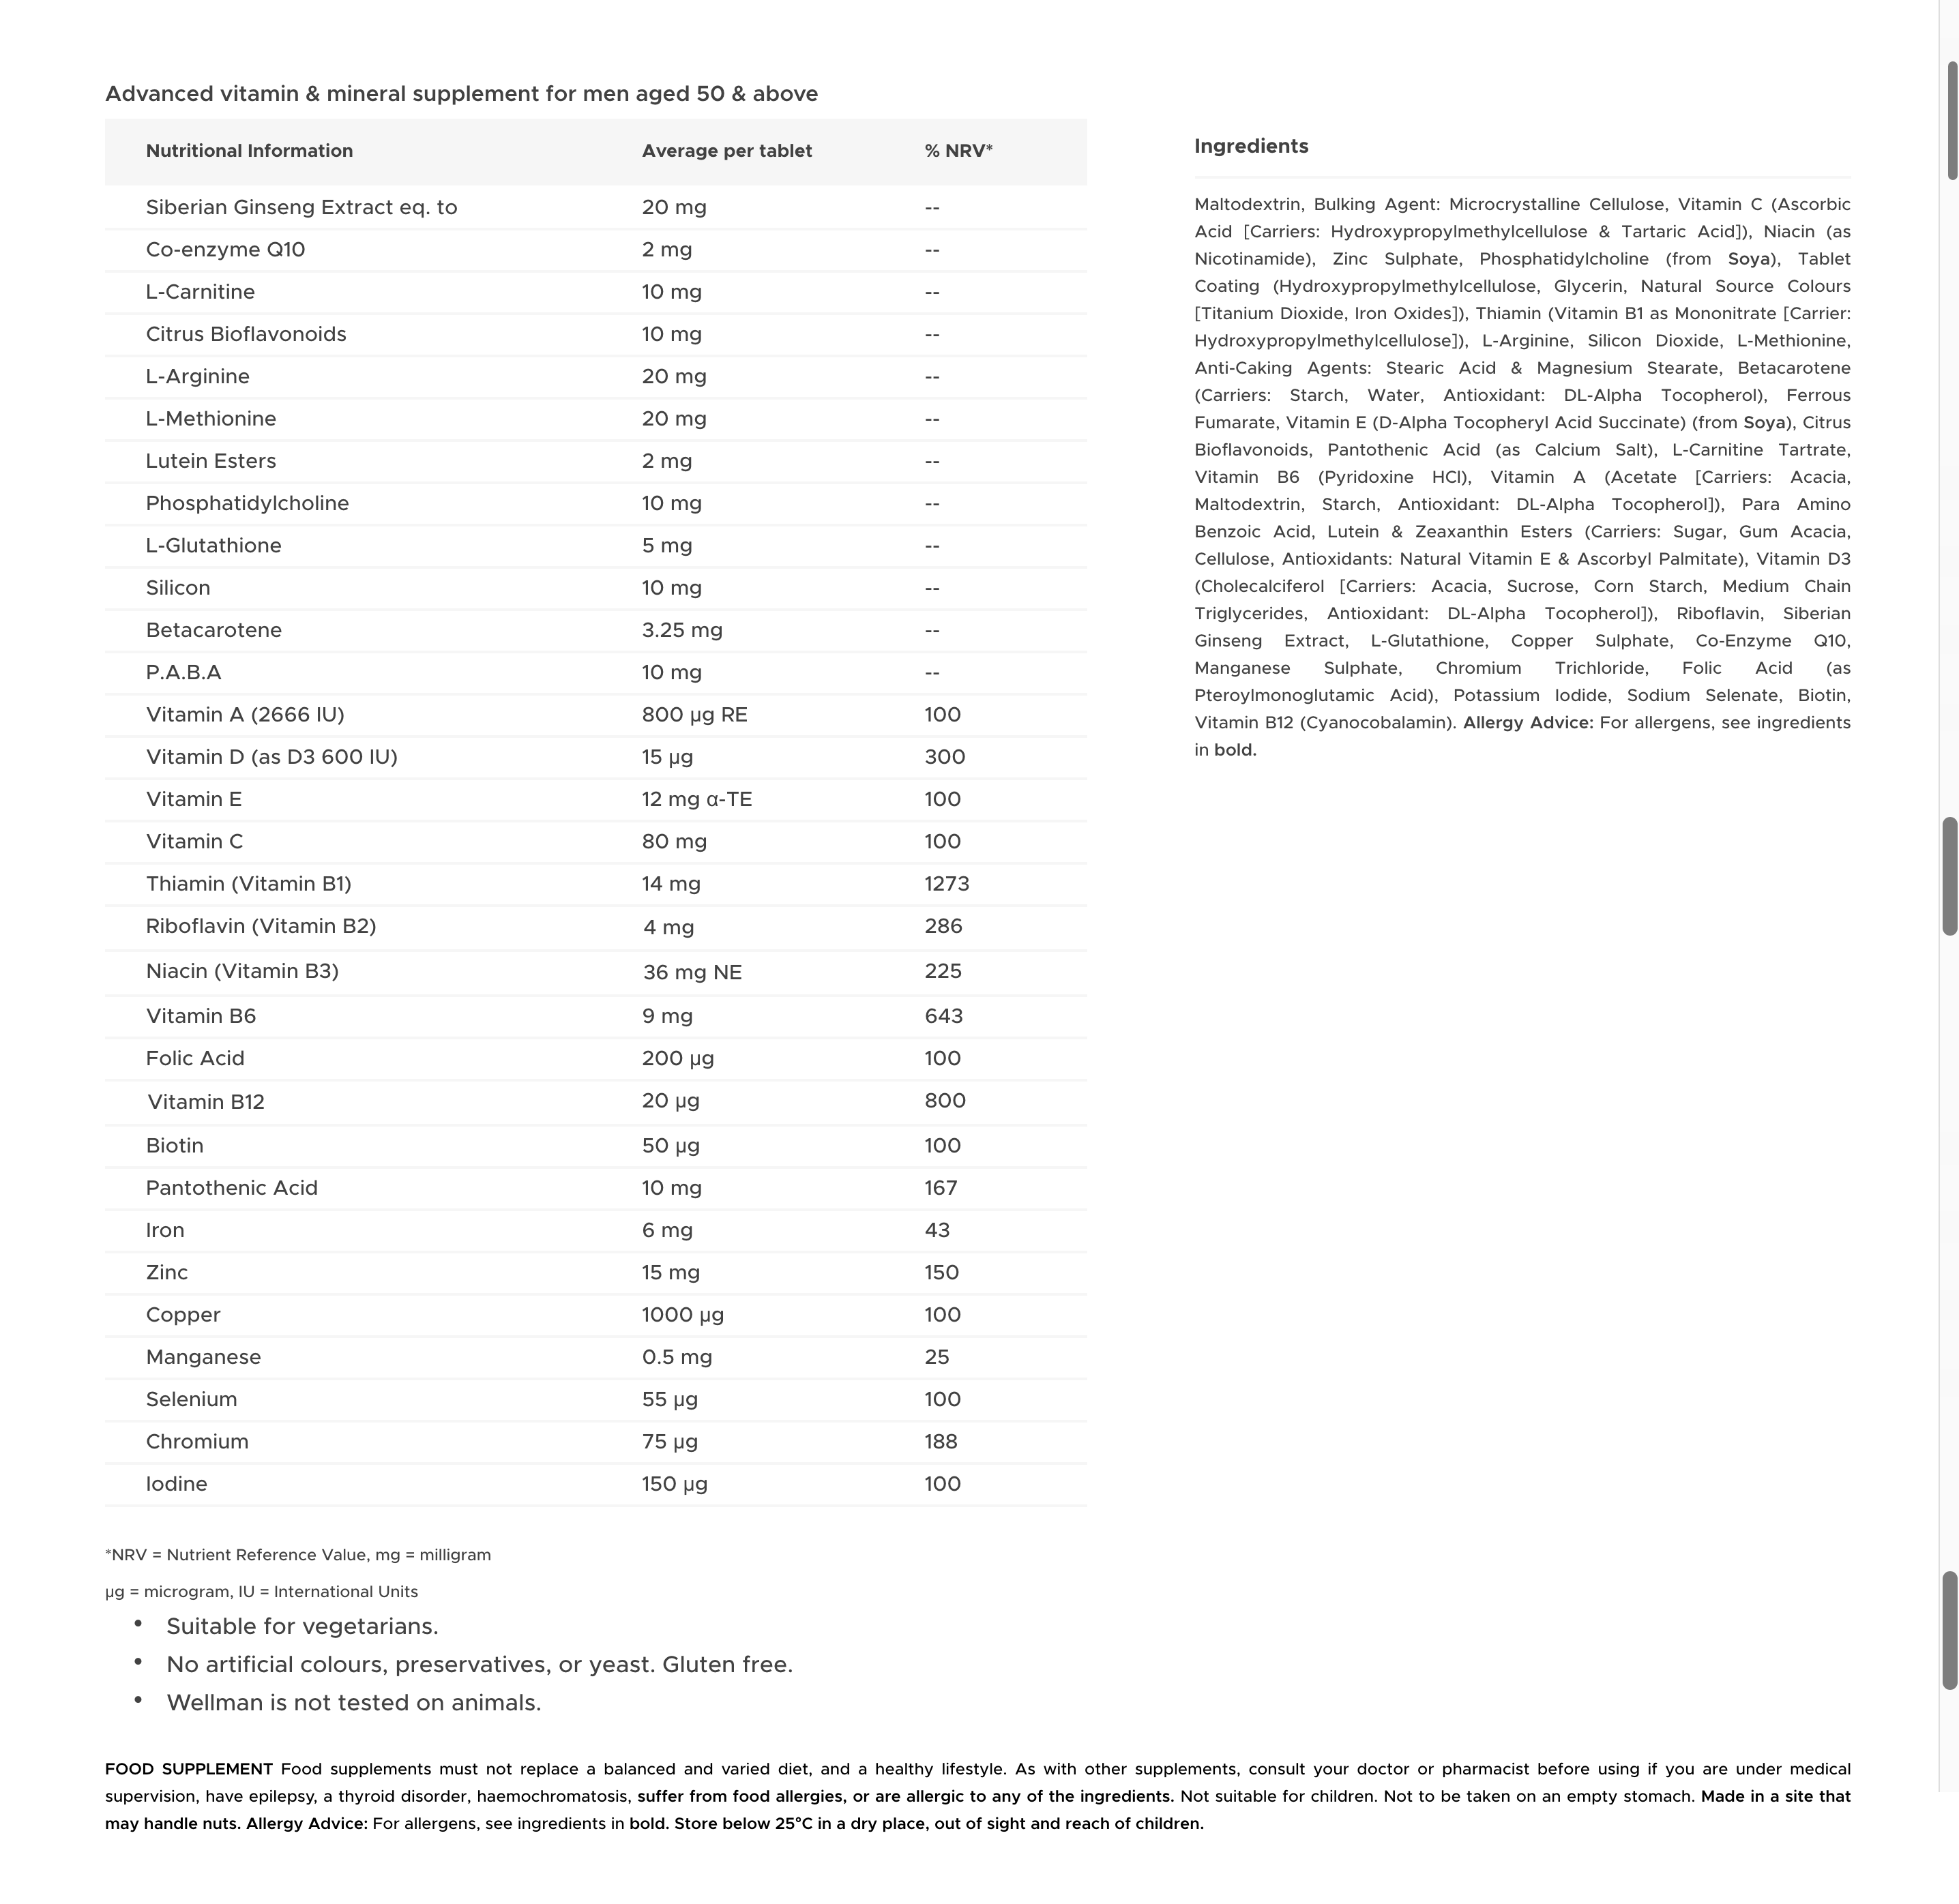 Advanced vitamin & mineral supplement for men aged 50 & above
Nutritional Information Average per tablet % NRV*
Siberian Ginseng Extract eq. to 20 mg --
Co-enzyme Q10 2 mg --
L-Carnitine 10 mg --
Citrus Bioflavonoids 10 mg --
L-Arginine 20 mg --
L-Methionine 20 mg --
Lutein Esters 2 mg --
Phosphatidylcholine 10 mg --
L-Glutathione 5 mg --
Silicon 10 mg --
Betacarotene 3.25 mg --
P.A.B.A 10 mg --
Vitamin A (2666 IU) 800 µg RE 100
Vitamin D (as D3 600 IU) 15 µg 300
Vitamin E 12 mg α-TE 100
Vitamin C 80 mg 100
Thiamin (Vitamin B1) 14 mg 1273
Riboflavin (Vitamin B2) 4 mg 286
Niacin (Vitamin B3) 36 mg NE 225
Vitamin B6 9 mg 643
Folic Acid 200 µg 100
Vitamin B12 20 µg 800
Biotin 50 µg 100
Pantothenic Acid 10 mg 167
Iron 6 mg 43
Zinc 15 mg 150
Copper 1000 µg 100
Manganese 0.5 mg 25
Selenium 55 µg 100
Chromium 75 µg 188
Iodine 150 µg 100
*NRV = Nutrient Reference Value, mg = milligram
µg = microgram, IU = International Units
• Suitable for vegetarians.
• No artificial colours, preservatives, or yeast. Gluten free.
• Wellman is not tested on animals.
Ingredients
Maltodextrin, Bulking Agent: Microcrystalline Cellulose, Vitamin C (Ascorbic
Acid [Carriers: Hydroxypropylmethylcellulose & Tartaric Acid]), Niacin (as
Nicotinamide), Zinc Sulphate, Phosphatidylcholine (from Soya), Tablet
Coating (Hydroxypropylmethylcellulose, Glycerin, Natural Source Colours
[Titanium Dioxide, Iron Oxides]), Thiamin (Vitamin B1 as Mononitrate [Carrier:
Hydroxypropylmethylcellulose]), L-Arginine, Silicon Dioxide, L-Methionine,
Anti-Caking Agents: Stearic Acid & Magnesium Stearate, Betacarotene
(Carriers: Starch, Water, Antioxidant: DL-Alpha Tocopherol), Ferrous
Fumarate, Vitamin E (D-Alpha Tocopheryl Acid Succinate) (from Soya), Citrus
Bioflavonoids, Pantothenic Acid (as Calcium Salt), L-Carnitine Tartrate,
Vitamin B6 (Pyridoxine HCl), Vitamin A (Acetate [Carriers: Acacia,
Maltodextrin, Starch, Antioxidant: DL-Alpha Tocopherol]), Para Amino
Benzoic Acid, Lutein & Zeaxanthin Esters (Carriers: Sugar, Gum Acacia,
Cellulose, Antioxidants: Natural Vitamin E & Ascorbyl Palmitate), Vitamin D3
(Cholecalciferol [Carriers: Acacia, Sucrose, Corn Starch, Medium Chain
Triglycerides, Antioxidant: DL-Alpha Tocopherol]), Riboflavin, Siberian
Ginseng Extract, L-Glutathione, Copper Sulphate, Co-Enzyme Q10,
Manganese Sulphate, Chromium Trichloride, Folic Acid (as
Pteroylmonoglutamic Acid), Potassium Iodide, Sodium Selenate, Biotin,
Vitamin B12 (Cyanocobalamin). Allergy Advice: For allergens, see ingredients
in bold.
FOOD SUPPLEMENT Food supplements must not replace a balanced and varied diet, and a healthy lifestyle. As with other supplements, consult your doctor or pharmacist before using if you are under medical
supervision, have epilepsy, a thyroid disorder, haemochromatosis, suffer from food allergies, or are allergic to any of the ingredients. Not suitable for children. Not to be taken on an empty stomach. Made in a site that
may handle nuts. Allergy Advice: For allergens, see ingredients in bold. Store below 25°C in a dry place, out of sight and reach of children.